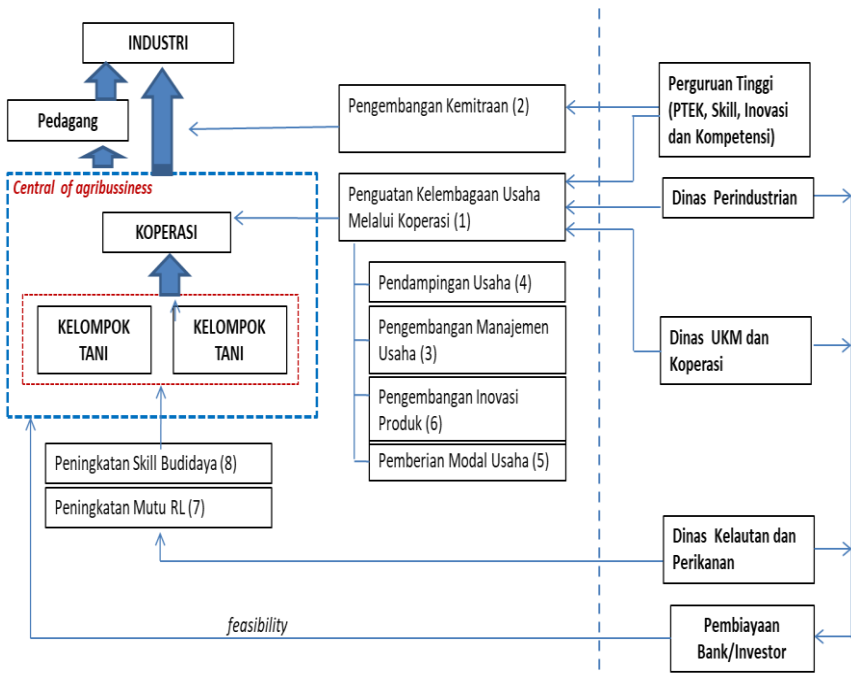 INDUSTRI
Pedagang
Central of agribussiness
KOPERASI
KELOMPOK
TANI
KELOMPOK
TANI
Peningkatan Skill Budidaya (8)
Peningkatan Mutu RL (7)
feasibility
Pengembangan Kemitraan (2)
Penguatan Kelembagaan Usaha
Melalui Koperasi (1)
Pendampingan Usaha (4)
Pengembangan Manajemen
Usaha (3)
Pengembangan Inovasi
Produk (6)
Pemberian Modal Usaha (5)
Perguruan Tinggi
(PTEK, Skill, Inovasi
dan Kompetensi)
Dinas Perindustrian
Dinas UKM dan
Koperasi
Dinas Kelautan dan
Perikanan
Pembiayaan
Bank/Investor